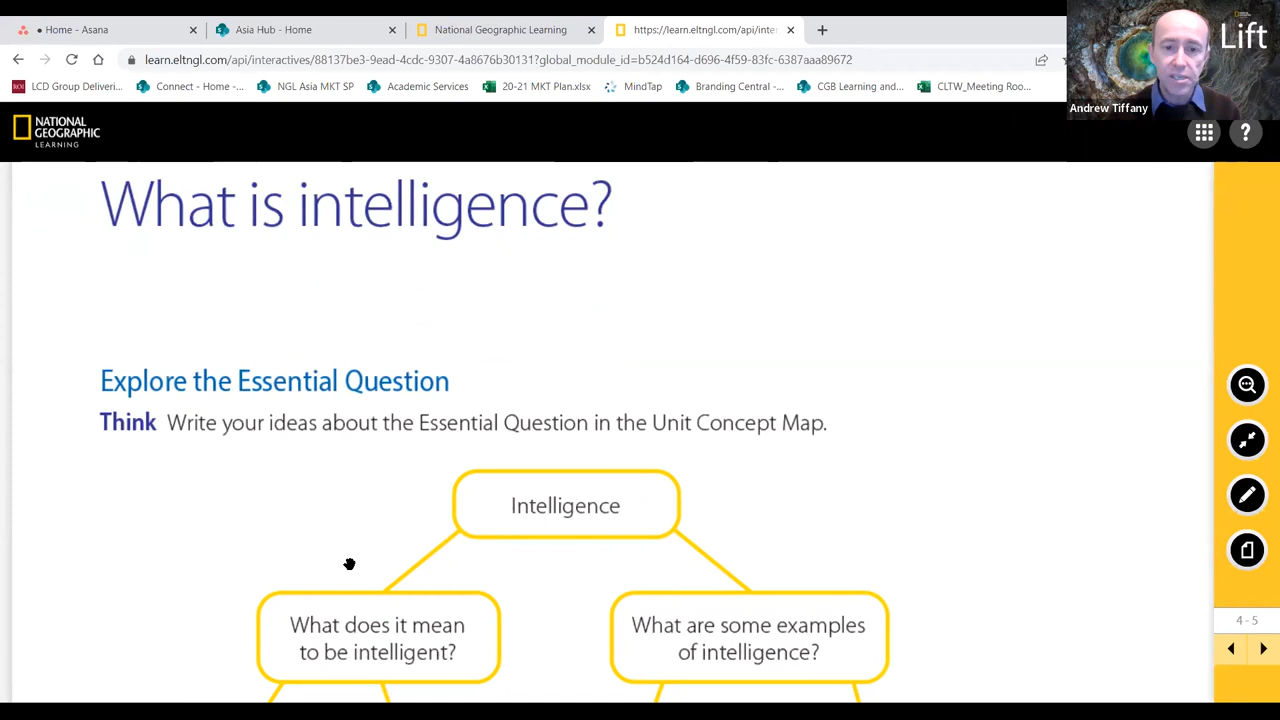 Home - Asana
Asia Hub - Home
National Geographic Learning
https://learn.eltngl.com/api/inter
learn.eltngl.com/api/interactives/88137be3-9ead-4cdc-9307-4a8676b30131?global_module_id=b524d164-d696-4f59-83fc-6387aaa89672
LCD Group Deliveri...
Connect - Home -...
NGL Asia MKT SP
Academic Services
20-21 MKT Plan.xlsx
MindTap
Branding Central -...
CGB Learning and...
CLTW_Meeting Roo...
Lift
Andrew Tiffany
NATIONAL
GEOGRAPHIC
LEARNING
?
What is intelligence?
Explore the Essential Question
Think Write your ideas about the Essential Question in the Unit Concept Map.
Intelligence
What does it mean
to be intelligent?
What are some examples
of intelligence?
4 - 5